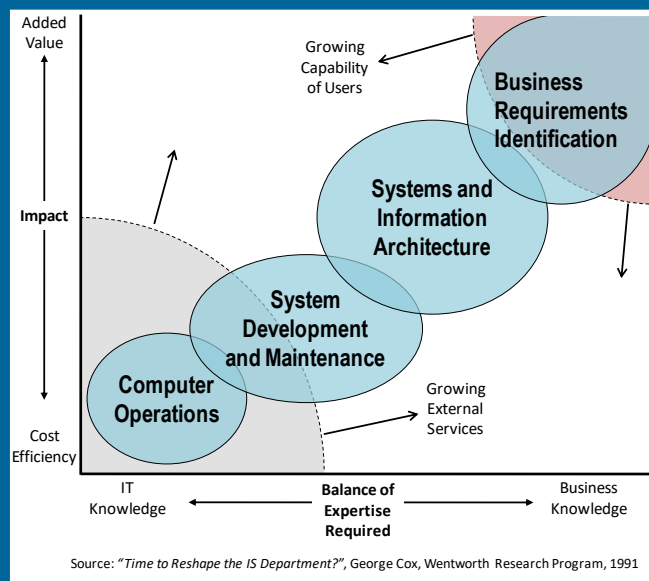 Added
Value
Growing
Capability
of Users
Business
Requirements
Identification
Systems and
Information
Architecture
Impact
System
Development
and Maintenance
Computer
Operations
Growing
External
Services
Cost
Efficiency
IT
Knowledge
Balance of
Expertise
Required
Business
Knowledge
Source: “Time to Reshape the IS Department?”, George Cox, Wentworth Research Program, 1991